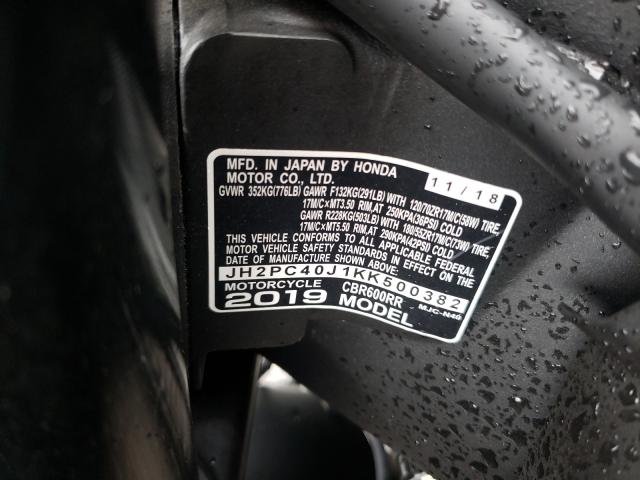 MFD. IN JAPAN BY HONDA
MOTOR CO., LTD. 11/18
GVWR 352KG(776LB) GAWR F132KG(291LB) WITH 120/70ZR17M/C(58W) TIRE,
17M/C×MT3.50 RIM,AT 250KPA(36PSI) COLD
GAWR R228KG(503LB) WITH 180/55ZR17M/C(73W) TIRE,
17M/C×MT5.50 RIM,AT 290KPA(42PSI) COLD
THIS VEHICLE CONFORMS TO ALL APPLICABLE FEDERAL
MOTOR VEHICLE SAFETY STANDARDS IN EFFECT ON THE
DATE OF MANUFACTURE SHOWN ABOVE.
JH2PC40J1KK500382
MOTORCYCLE CBR600RR MJC-N40
2019 MODEL